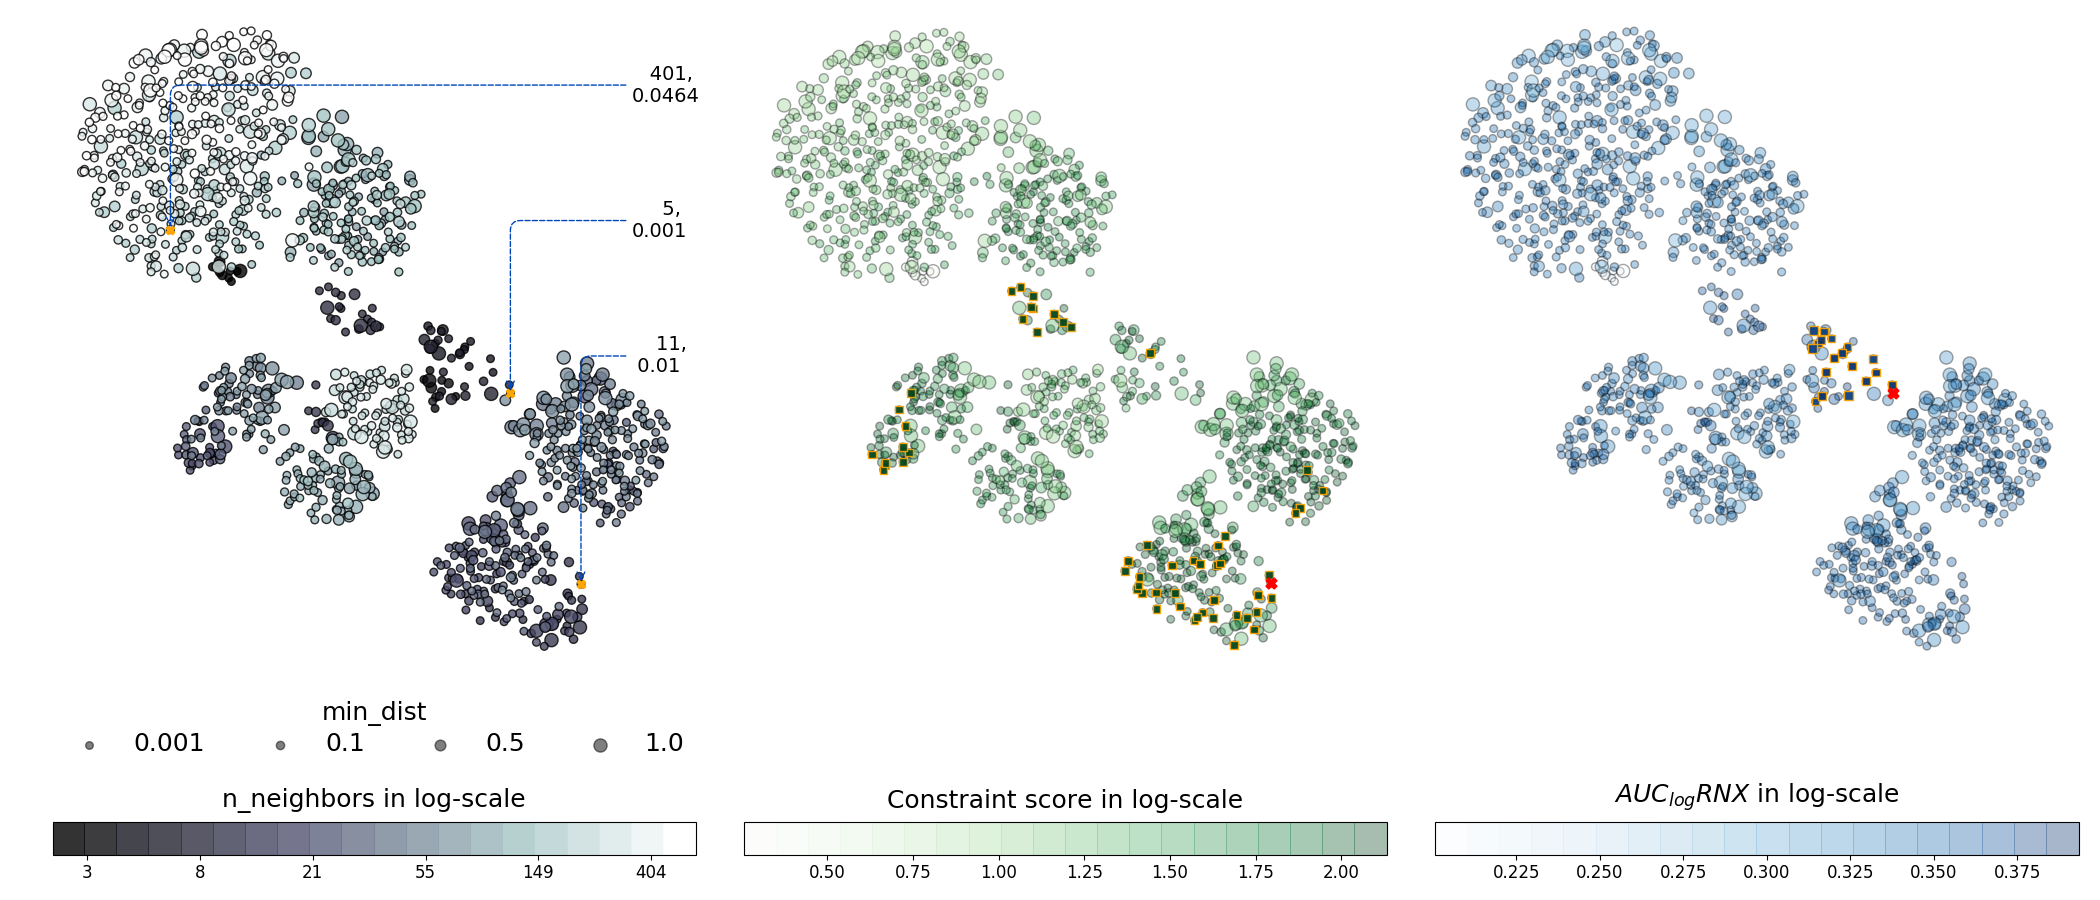 401,
0.0464
5,
0.001
11,
0.01
min_dist
0.001 0.1 0.5 1.0
n_neighbors in log-scale
3 8 21 55 149 404
Constraint score in log-scale
0.50 0.75 1.00 1.25 1.50 1.75 2.00
AUC_logRNX in log-scale
0.225 0.250 0.275 0.300 0.325 0.350 0.375